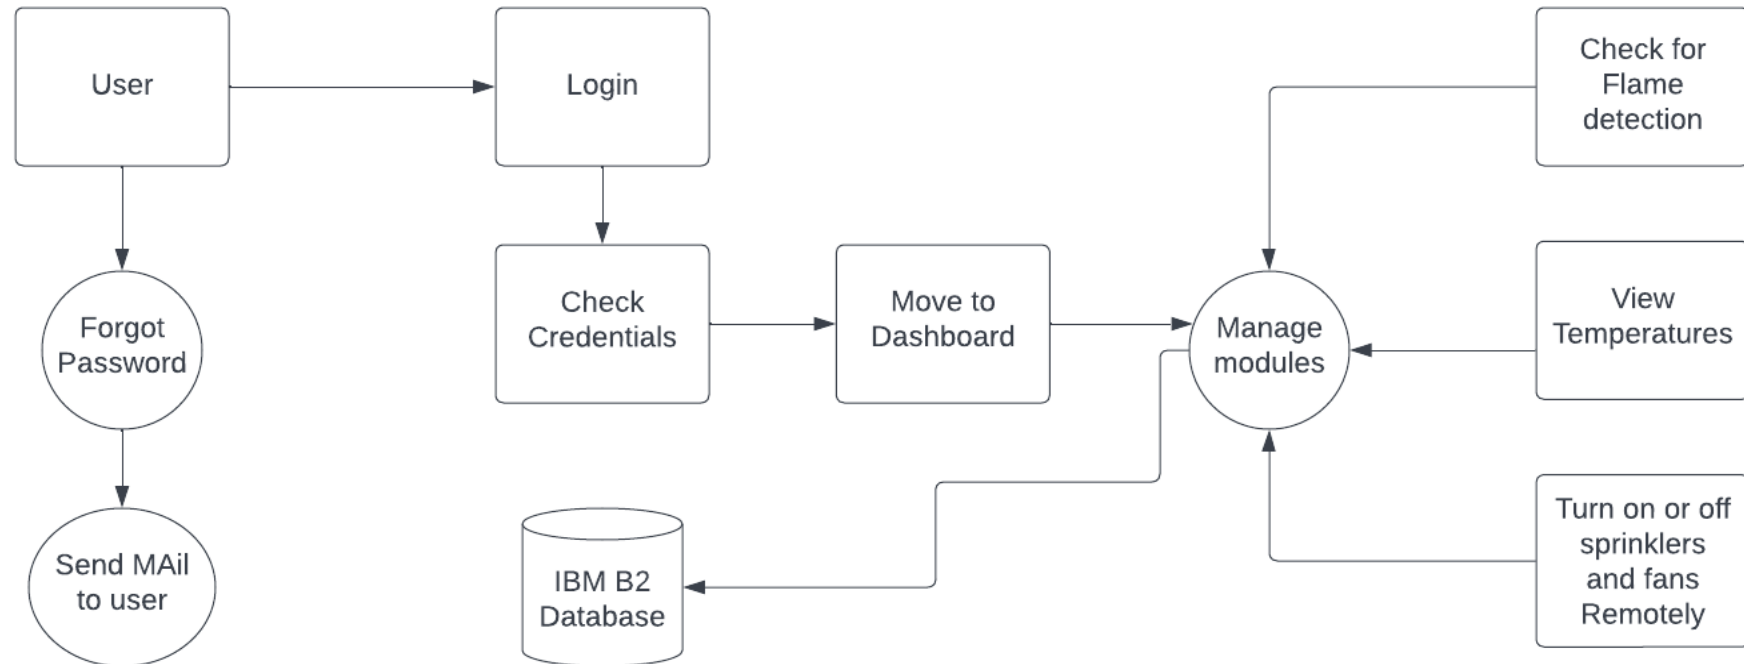 User
Login
Check for
Flame
detection
Check
Credentials
Move to
Dashboard
Manage
modules
View
Temperatures
Forgot
Password
Send MAil
to user
IBM B2
Database
Turn on or off
sprinklers
and fans
Remotely